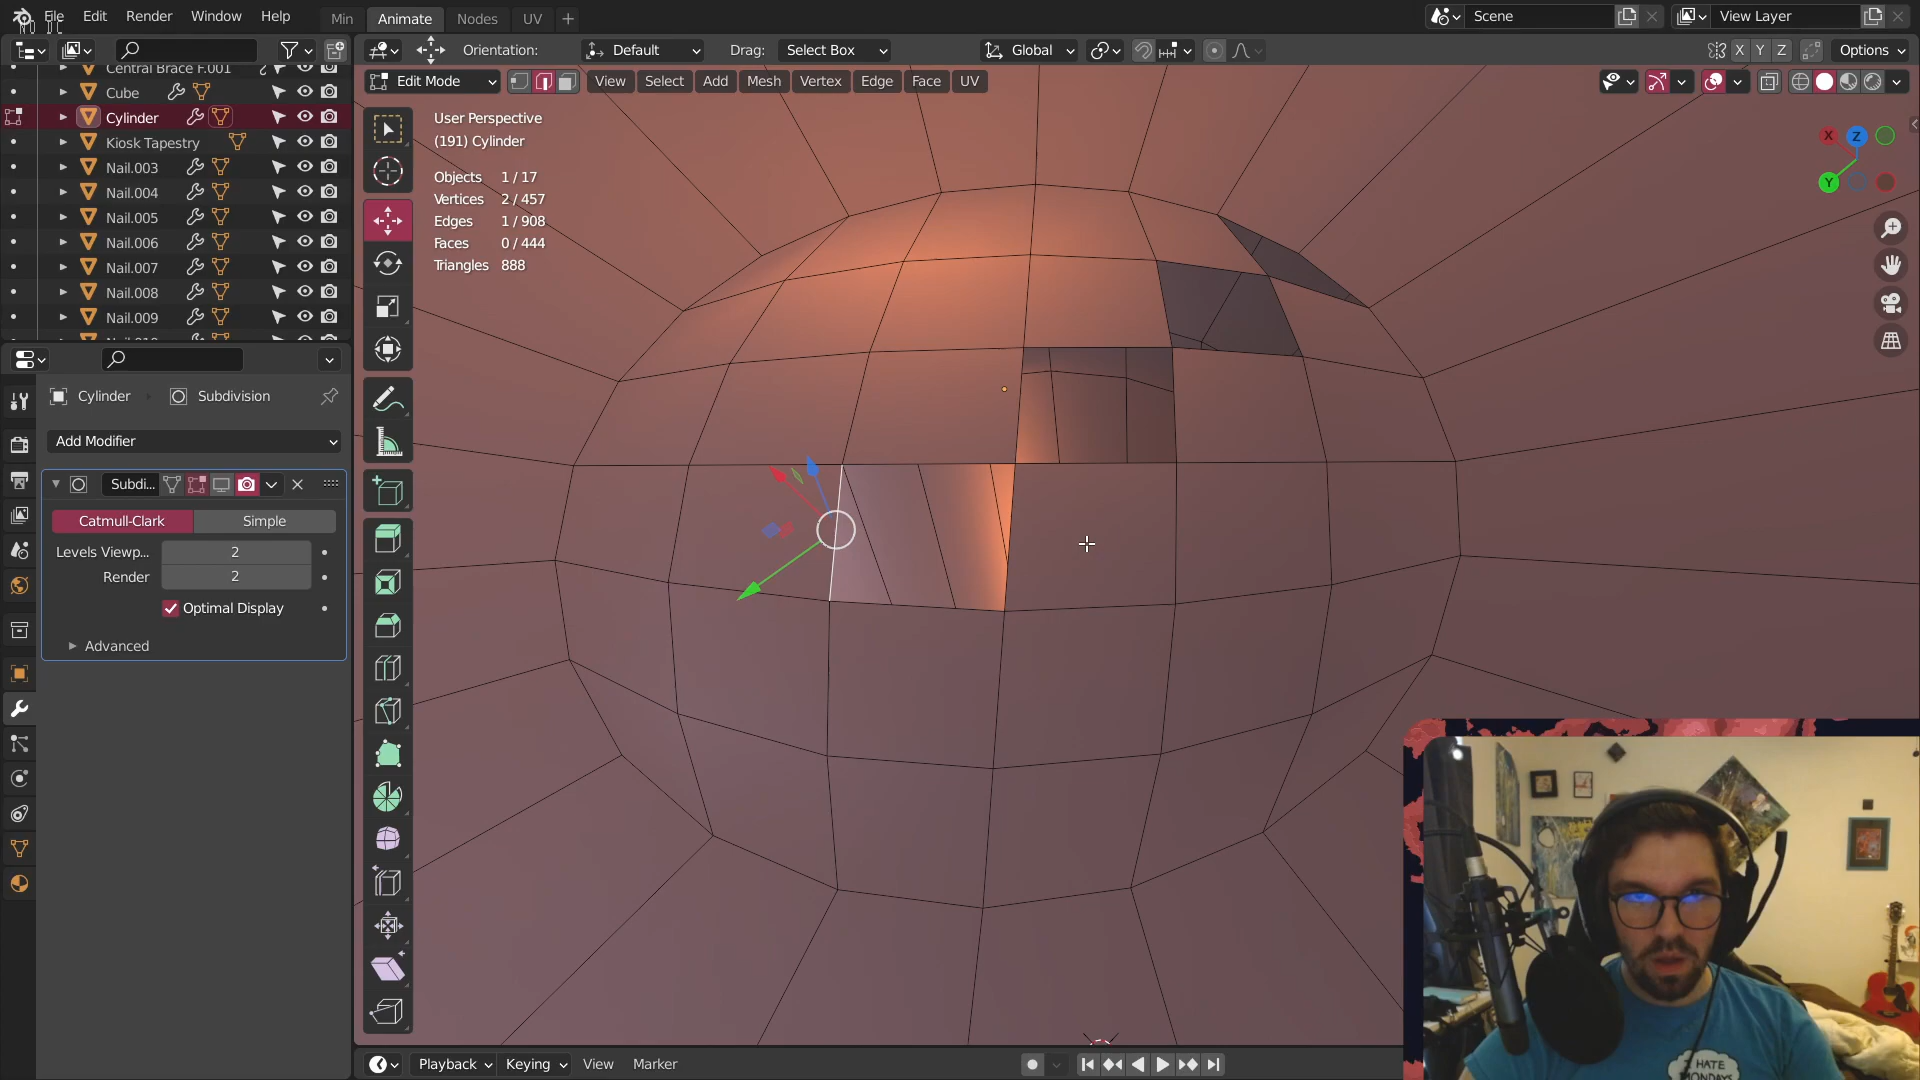 File Edit Render Window Help Min Animate Nodes UV + Scene View Layer
Orientation: Default Drag: Select Box Global X Y Z Options
Edit Mode View Select Add Mesh Vertex Edge Face UV
Central Brace F.001
Cube
Cylinder
Kiosk Tapestry
Nail.003
Nail.004
Nail.005
Nail.006
Nail.007
Nail.008
Nail.009
User Perspective
(191) Cylinder
Objects 1 / 17
Vertices 2 / 457
Edges 1 / 908
Faces 0 / 444
Triangles 888
X Z
Y
Cylinder Subdivision
Add Modifier
Subdi...
Catmull-Clark Simple
Levels Viewp... 2
Render 2
Optimal Display
Advanced
Playback Keying View Marker
I HATE
MONDAYS